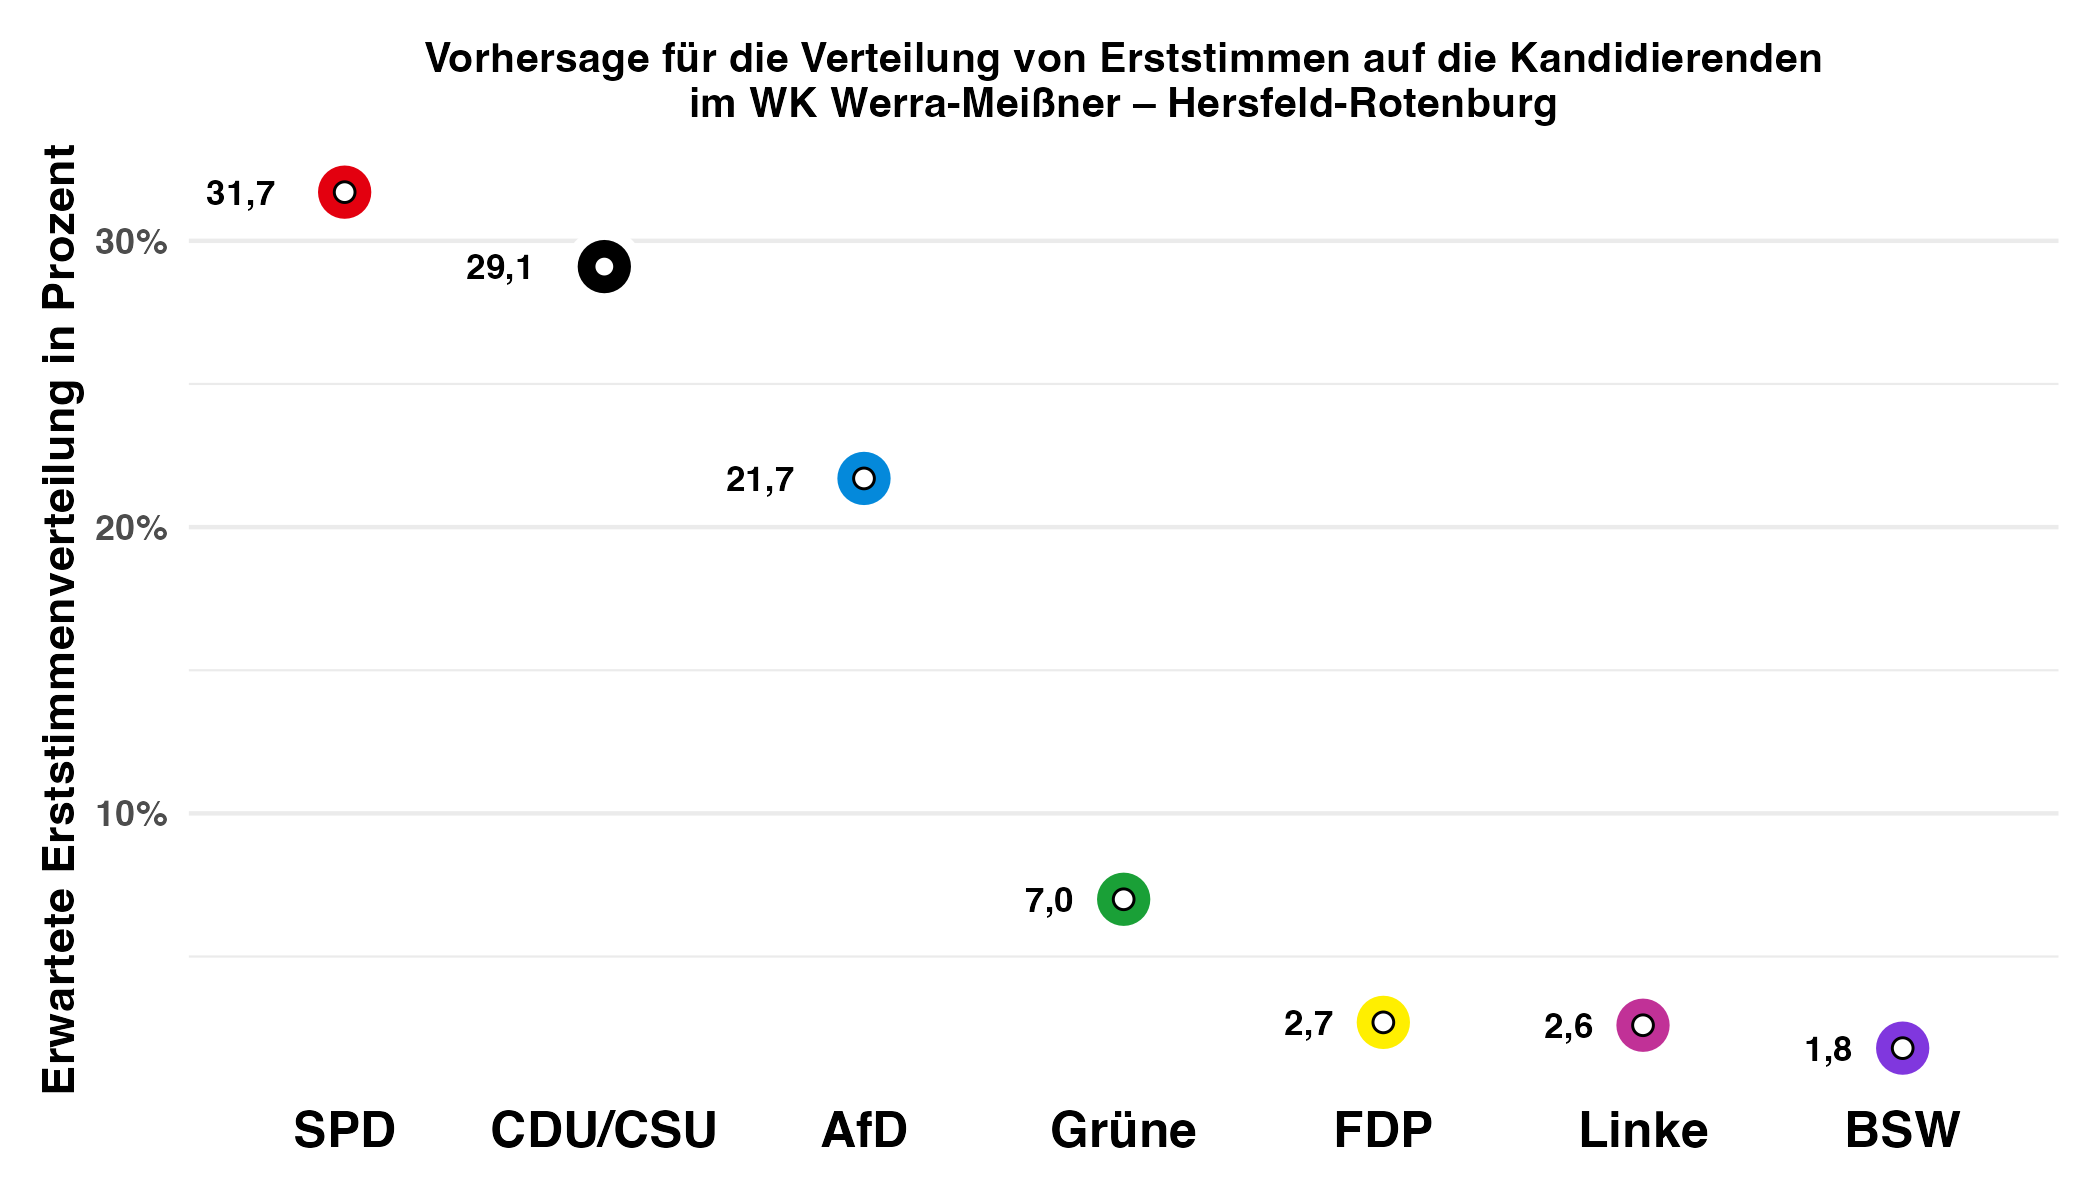 Vorhersage für die Verteilung von Erststimmen auf die Kandidierenden
im WK Werra-Meißner – Hersfeld-Rotenburg
Erwartete Erststimmenverteilung in Prozent
30%
20%
10%
31,7
29,1
21,7
7,0
2,7
2,6
1,8
SPD
CDU/CSU
AfD
Grüne
FDP
Linke
BSW